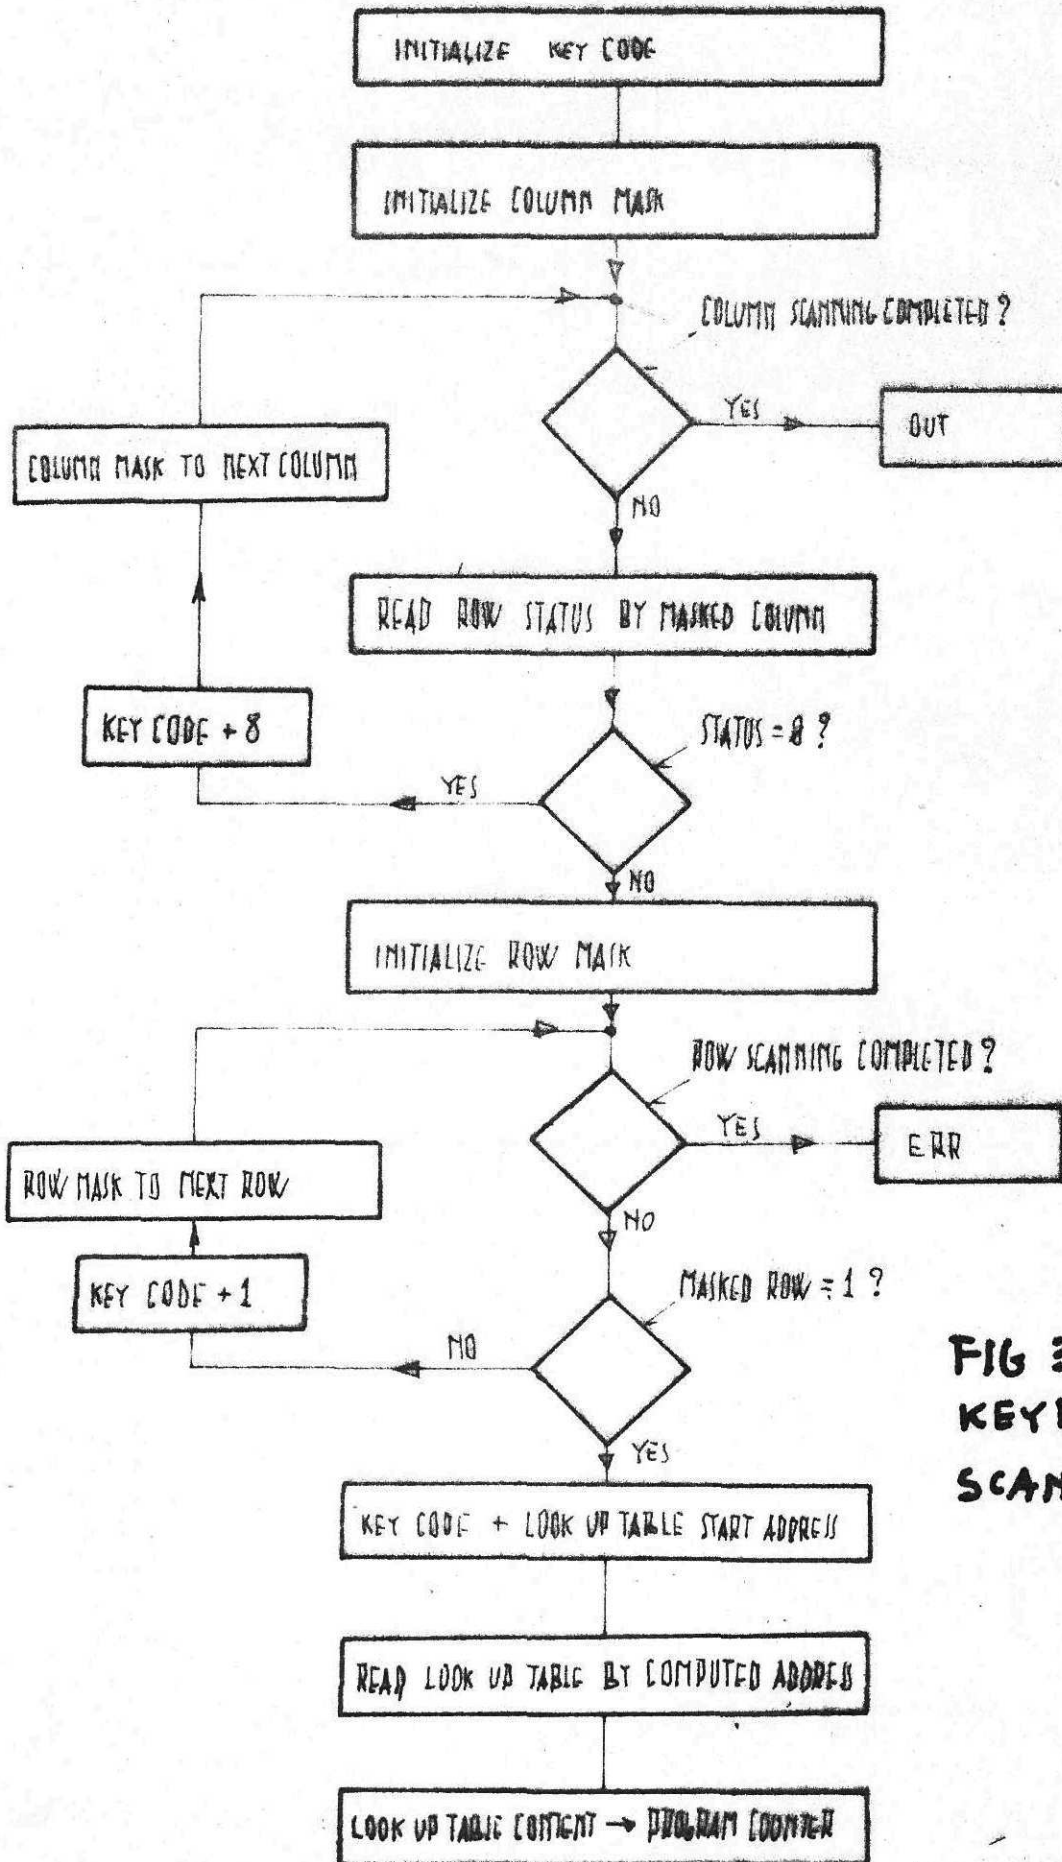 INITIALIZE KEY CODE
INITIALIZE COLUMN MASK
COLUMN SCANNING COMPLETED ?
YES
OUT
COLUMN MASK TO NEXT COLUMN
NO
READ ROW STATUS BY MASKED COLUMN
KEY CODE + 8
STATUS = 0 ?
YES
NO
INITIALIZE ROW MASK
ROW SCANNING COMPLETED ?
YES
ERR
ROW MASK TO NEXT ROW
NO
KEY CODE + 1
MASKED ROW = 1 ?
NO
FIG 3
YES
KEY CODE + LOOK UP TABLE START ADDRESS
READ LOOK UP TABLE BY COMPUTED ADDRESS
LOOK UP TABLE CONTENT → PROGRAM COUNTER